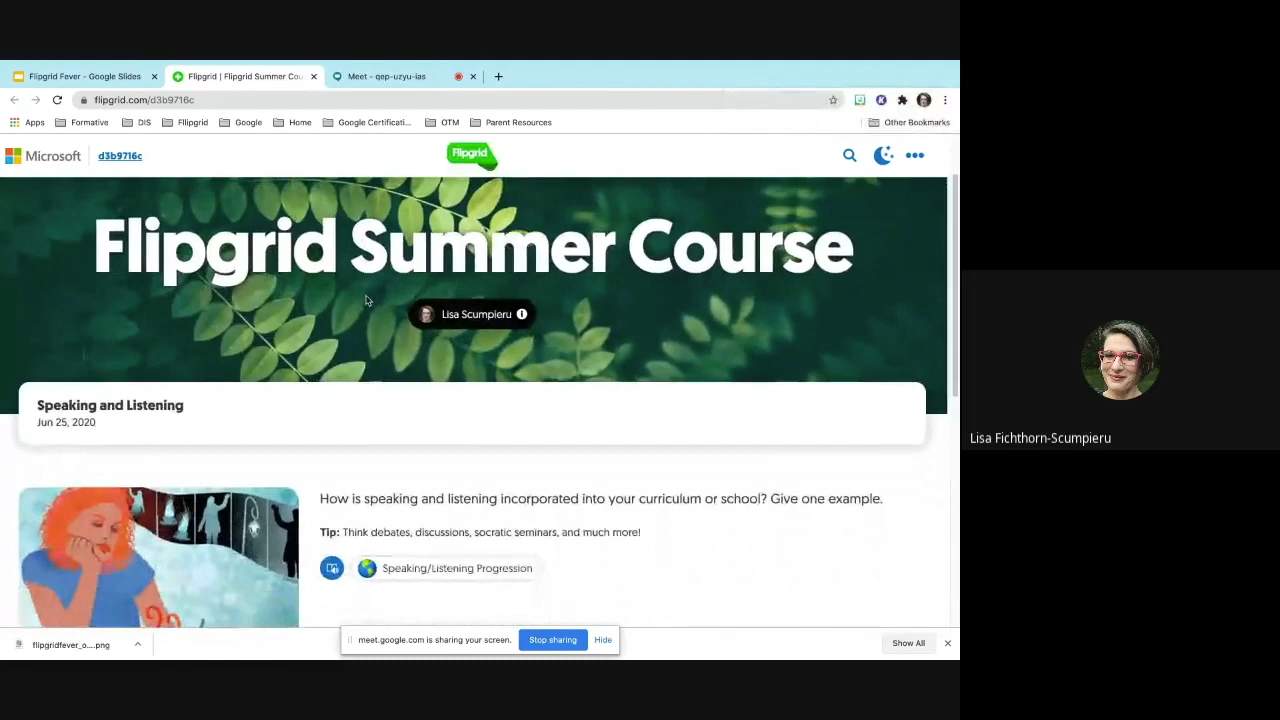 Flipgrid Fever - Google Slides
Flipgrid | Flipgrid Summer Cou
Meet - qep-uzyu-ias
flipgrid.com/d3b9716c
Apps Formative DIS FlIpgrid Google Home Google Certificati... OTM Parent Resources Other Bookmarks
Microsoft d3b9716c Flipgrid
Flipgrid Summer Course
Lisa Scumpieru
Speaking and Listening
Jun 25, 2020
How is speaking and listening incorporated into your curriculum or school? Give one example.
Tip: Think debates, discussions, socratic seminars, and much more!
Speaking/Listening Progression
Lisa Fichthorn-Scumpieru
flipgridfever_o....png
meet.google.com is sharing your screen. Stop sharing Hide
Show All